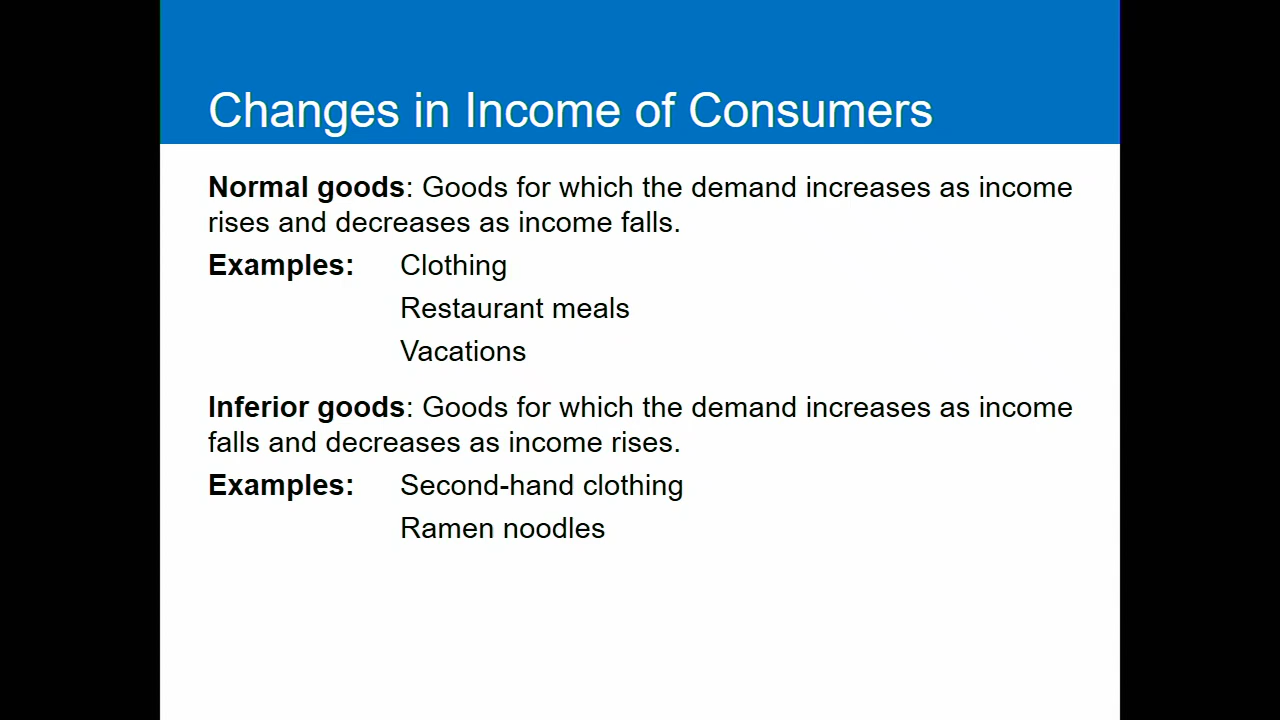 Changes in Income of Consumers
Normal goods: Goods for which the demand increases as income
rises and decreases as income falls.
Examples: Clothing
Restaurant meals
Vacations
Inferior goods: Goods for which the demand increases as income
falls and decreases as income rises.
Examples: Second-hand clothing
Ramen noodles